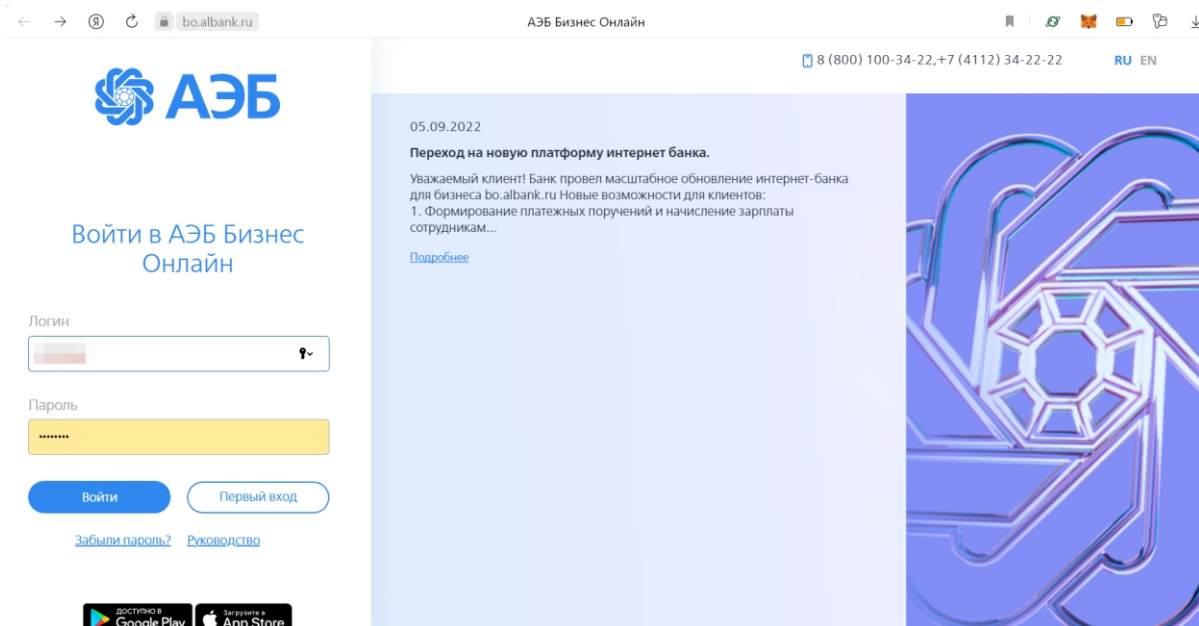 bo.albank.ru
АЭБ Бизнес Онлайн
8 (800) 100-34-22,+7 (4112) 34-22-22
RU EN
АЭБ
Войти в АЭБ Бизнес
Онлайн
Логин
Пароль
Войти
Первый вход
Забыли пароль?
Руководство
ДОСТУПНО В
Google Play
Загрузите в
App Store
05.09.2022
Переход на новую платформу интернет банка.
Уважаемый клиент! Банк провел масштабное обновление интернет-банка
для бизнеса bo.albank.ru Новые возможности для клиентов:
1. Формирование платежных поручений и начисление зарплаты
сотрудникам...
Подробнее